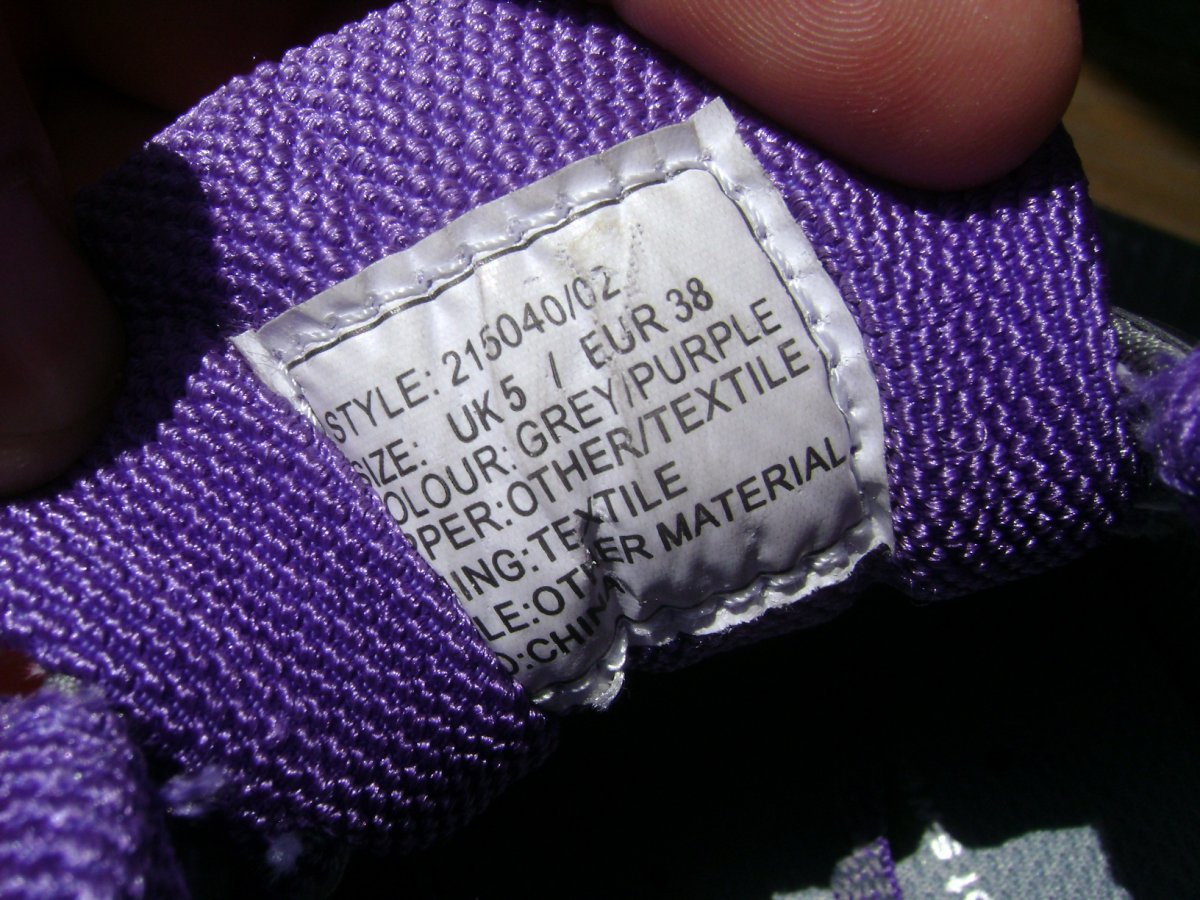 STYLE: 215040/02
SIZE: UK 5 / EUR 38
OLOUR: GREY/PURPLE
PPER: OTHER/TEXTILE
ING: TEXTILE
LE: OTHER MATERIAL
O: CHINA